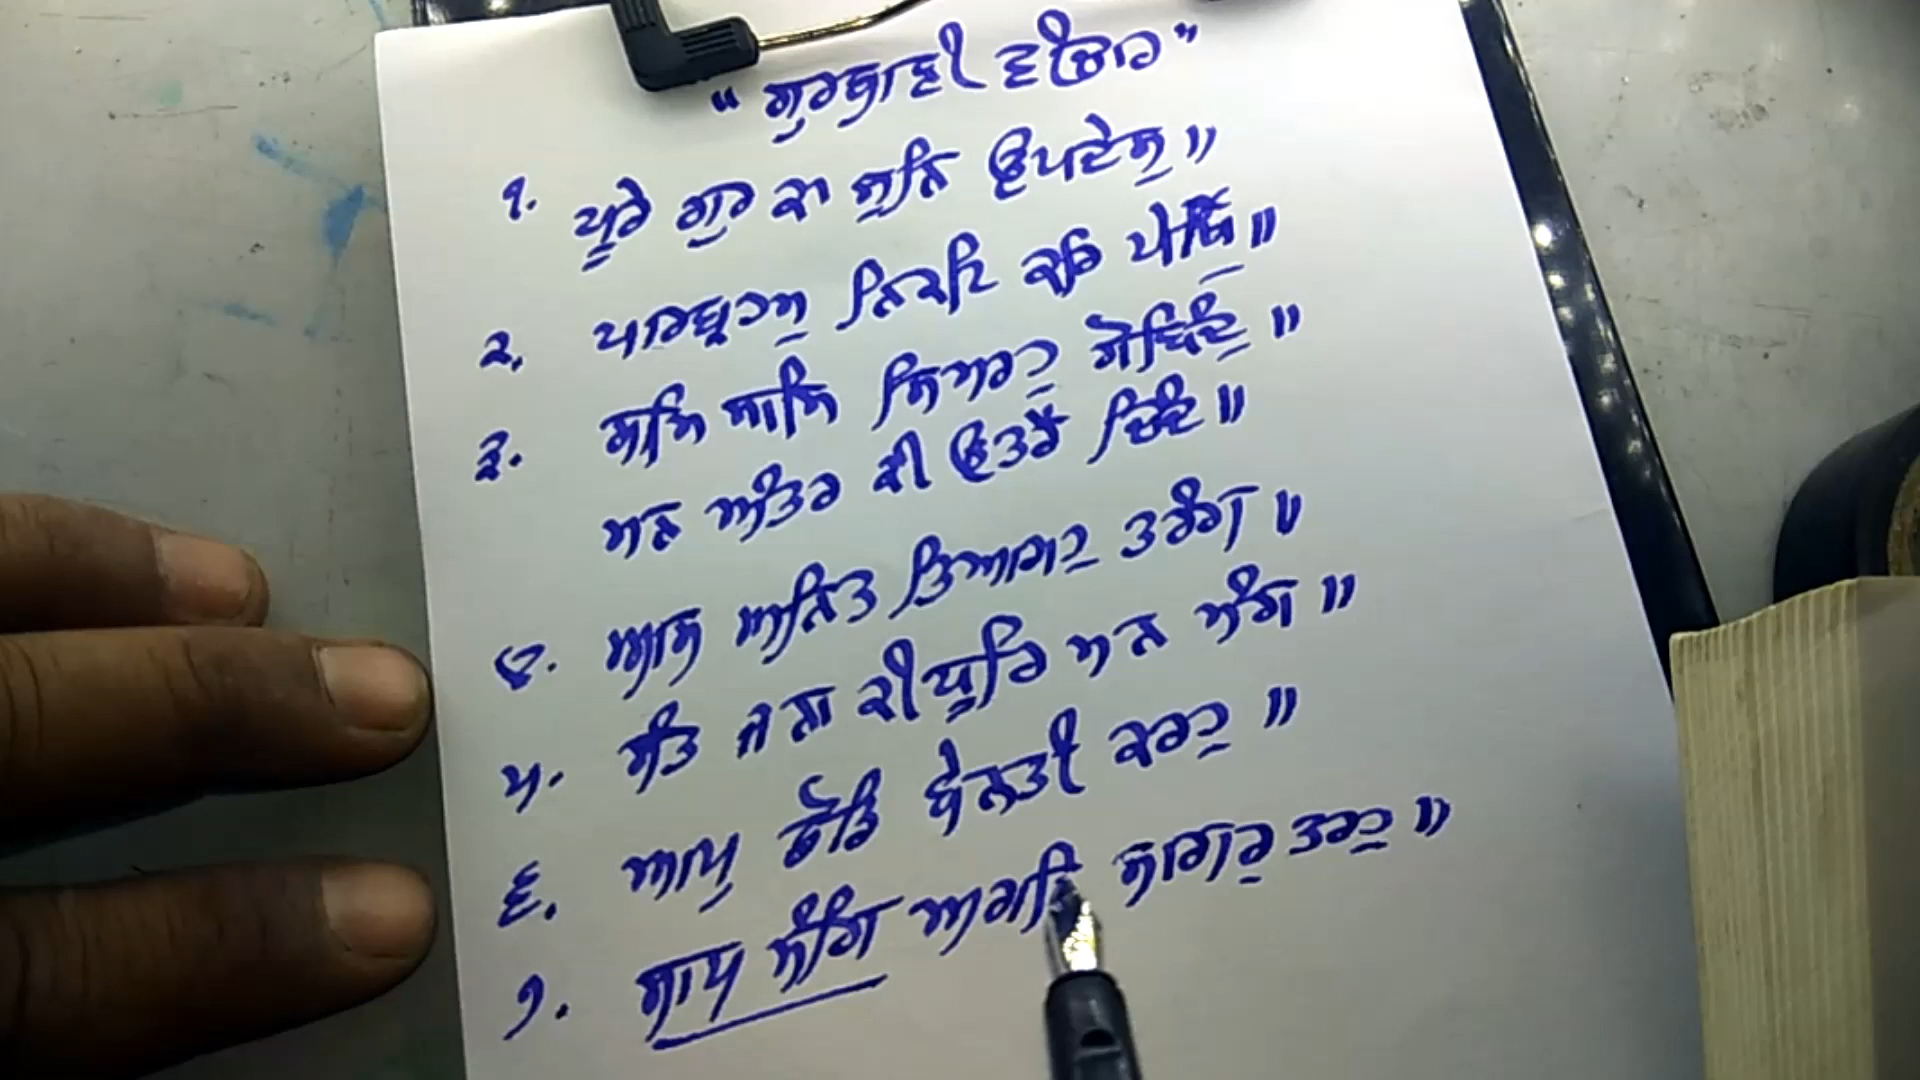 “ ਗੁਰਬਾਣੀ ਵੀਚਾਰ ”
੧. ਪੂਰੇ ਗੁਰ ਕਾ ਸੁਨਿ ਉਪਦੇਸੁ॥
੨. ਪਾਰਬ੍ਰਹਮੁ ਨਿਕਟਿ ਕਰਿ ਪੇਖੁ॥
੩. ਸਾਸਿ ਸਾਸਿ ਸਿਮਰਹੁ ਗੋਬਿੰਦ॥
ਮਨ ਅੰਤਰ ਕੀ ਉਤਰੈ ਚਿੰਦ॥
੪. ਆਸ ਅਨਿਤ ਤਿਆਗਹੁ ਤਰੰਗ॥
੫. ਸੰਤ ਜਨਾ ਕੀ ਧੂਰਿ ਮਨ ਮੰਗ॥
੬. ਆਪੁ ਛੋਡਿ ਬੇਨਤੀ ਕਰਹੁ॥
੭. ਸਾਧ ਸੰਗਿ ਅਗਨਿ ਸਾਗਰੁ ਤਰਹੁ॥